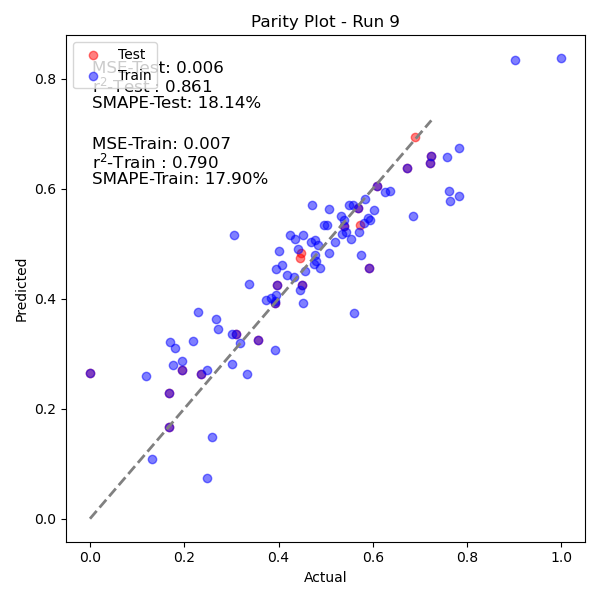 Parity Plot - Run 9
Test
Train
MSE-Test: 0.006
r²-Test : 0.861
SMAPE-Test: 18.14%
MSE-Train: 0.007
r²-Train : 0.790
SMAPE-Train: 17.90%
Predicted
0.8
0.6
0.4
0.2
0.0
0.0 0.2 0.4 0.6 0.8 1.0
Actual